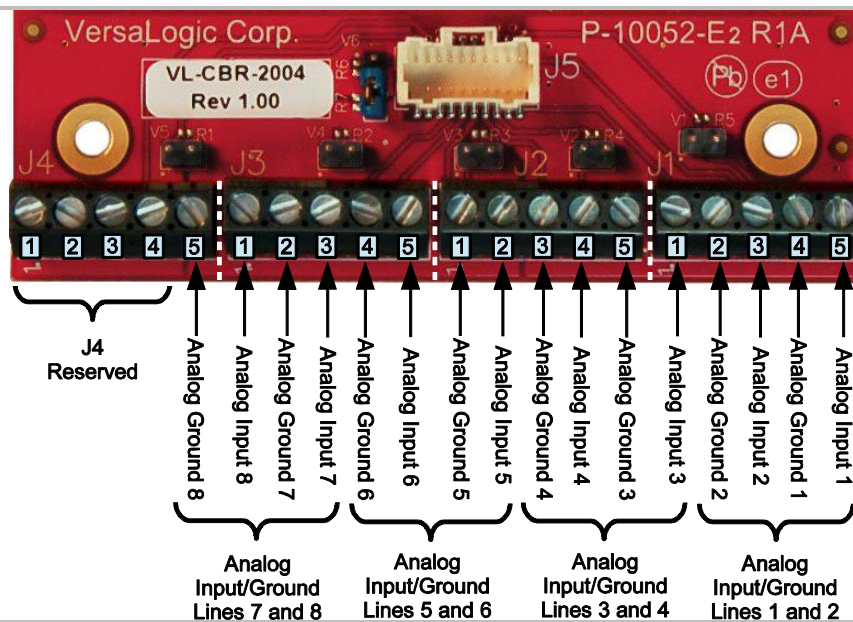 VersaLogic Corp.
P-10052-E2 R1A
V6
R6
R7
J5
VL-CBR-2004
Rev 1.00
Pb
e1
V5 R1
V4 R2
V3 R3
V2 R4
V1 R5
J4
J3
J2
J1
1 2 3 4 5
1 2 3 4 5
1 2 3 4 5
1 2 3 4 5
1
1
1
1
J4
Reserved
Analog Ground 8
Analog Input 8
Analog Ground 7
Analog Input 7
Analog Ground 6
Analog Input 6
Analog Ground 5
Analog Input 5
Analog Ground 4
Analog Input 4
Analog Ground 3
Analog Input 3
Analog Ground 2
Analog Input 2
Analog Ground 1
Analog Input 1
Analog
Input/Ground
Lines 7 and 8
Analog
Input/Ground
Lines 5 and 6
Analog
Input/Ground
Lines 3 and 4
Analog
Input/Ground
Lines 1 and 2